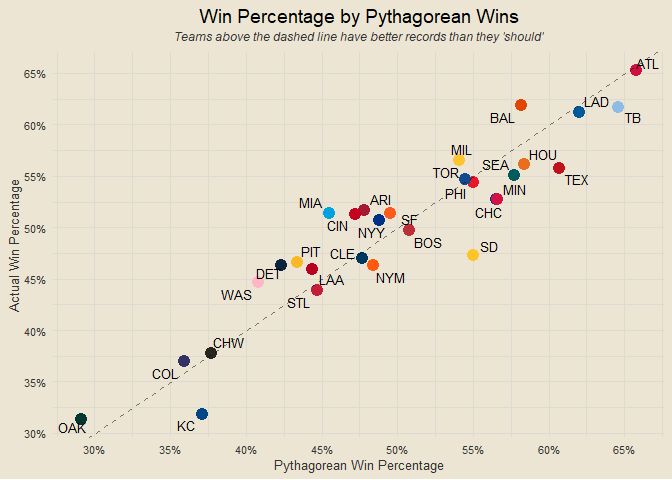 Win Percentage by Pythagorean Wins
Teams above the dashed line have better records than they 'should'
65%
ATL
LAD
TB
BAL
60%
MIL
HOU
SEA
TOR
TEX
55%
PHI
MIN
CHC
MIA
ARI
SF
CIN
NYY
50%
BOS
SD
PIT
CLE
DET
LAA
NYM
45%
WAS
STL
40%
CHW
COL
35%
KC
OAK
30%
30%
35%
40%
45%
50%
55%
60%
65%
Actual Win Percentage
Pythagorean Win Percentage